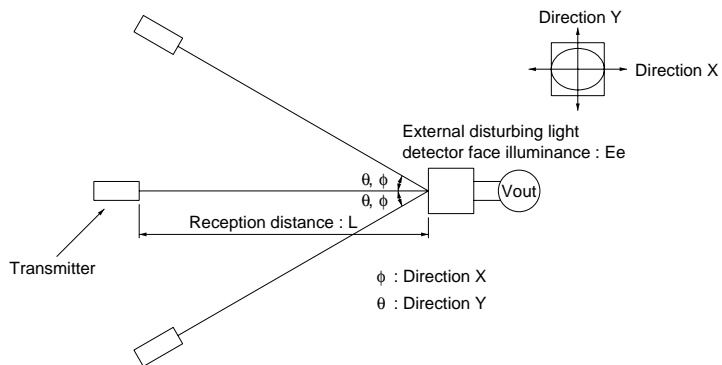 Direction Y
Direction X
External disturbing light
detector face illuminance : Ee
θ, ϕ
θ, ϕ
Vout
Reception distance : L
Transmitter
ϕ : Direction X
θ : Direction Y